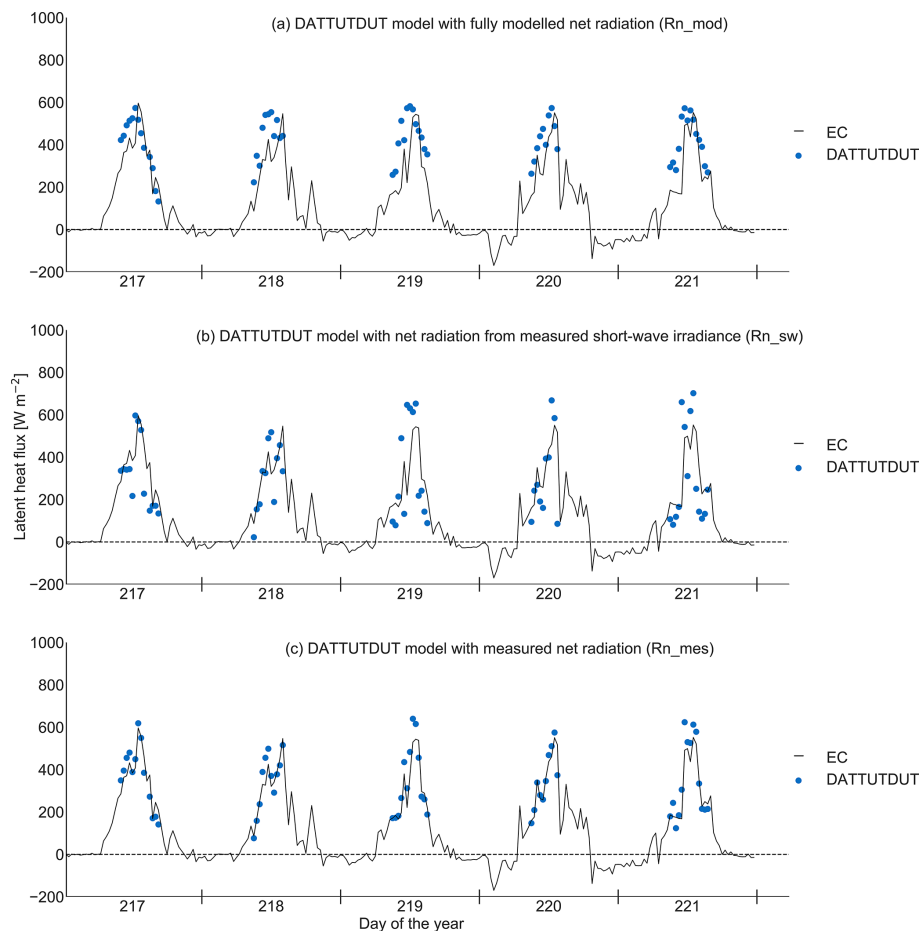 (a) DATTUTDUT model with fully modelled net radiation (Rn_mod)
1000
800
600
400
200
0
−200
217 218 219 220 221
EC
DATTUTDUT
(b) DATTUTDUT model with net radiation from measured short-wave irradiance (Rn_sw)
1000
800
600
400
200
0
−200
217 218 219 220 221
EC
DATTUTDUT
Latent heat flux [W m−2]
(c) DATTUTDUT model with measured net radiation (Rn_mes)
1000
800
600
400
200
0
−200
217 218 219 220 221
EC
DATTUTDUT
Day of the year